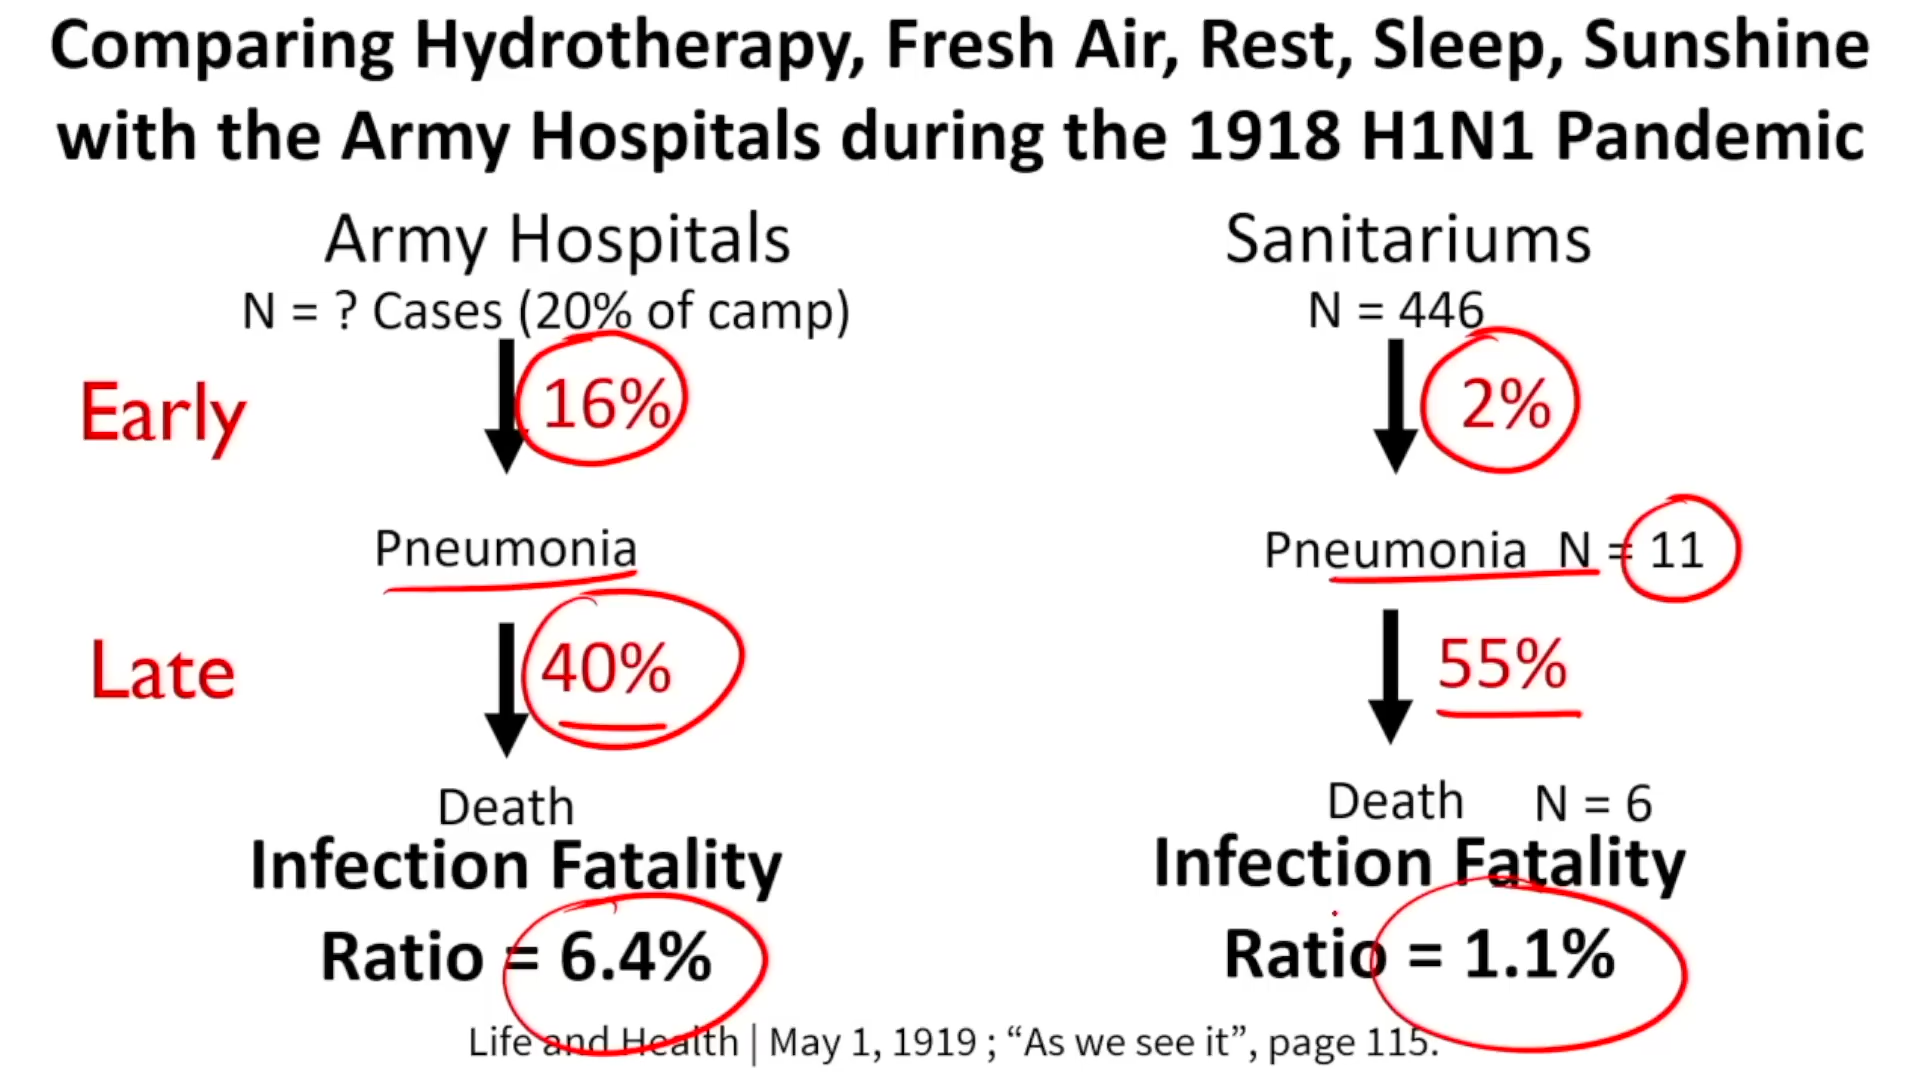 Comparing Hydrotherapy, Fresh Air, Rest, Sleep, Sunshine
with the Army Hospitals during the 1918 H1N1 Pandemic
Army Hospitals
N = ? Cases (20% of camp)
Early
16%
Pneumonia
Late
40%
Death
Infection Fatality
Ratio = 6.4%
Sanitariums
N = 446
2%
Pneumonia N = 11
55%
Death N = 6
Infection Fatality
Ratio = 1.1%
Life and Health | May 1, 1919 ; “As we see it”, page 115.